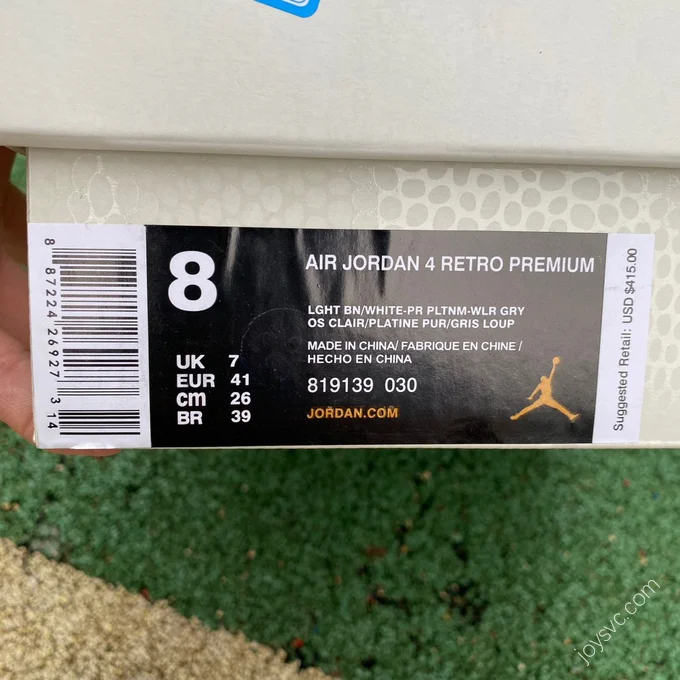 8
AIR JORDAN 4 RETRO PREMIUM
LGHT BN/WHITE-PR PLTNM-WLR GRY
OS CLAIR/PLATINE PUR/GRIS LOUP
MADE IN CHINA/ FABRIQUE EN CHINE /
HECHO EN CHINA
UK 7
EUR 41
cm 26
BR 39
819139 030
JORDAN.COM
8 87224 26927 3 14
Suggested Retail: USD $415.00
joysvc.com